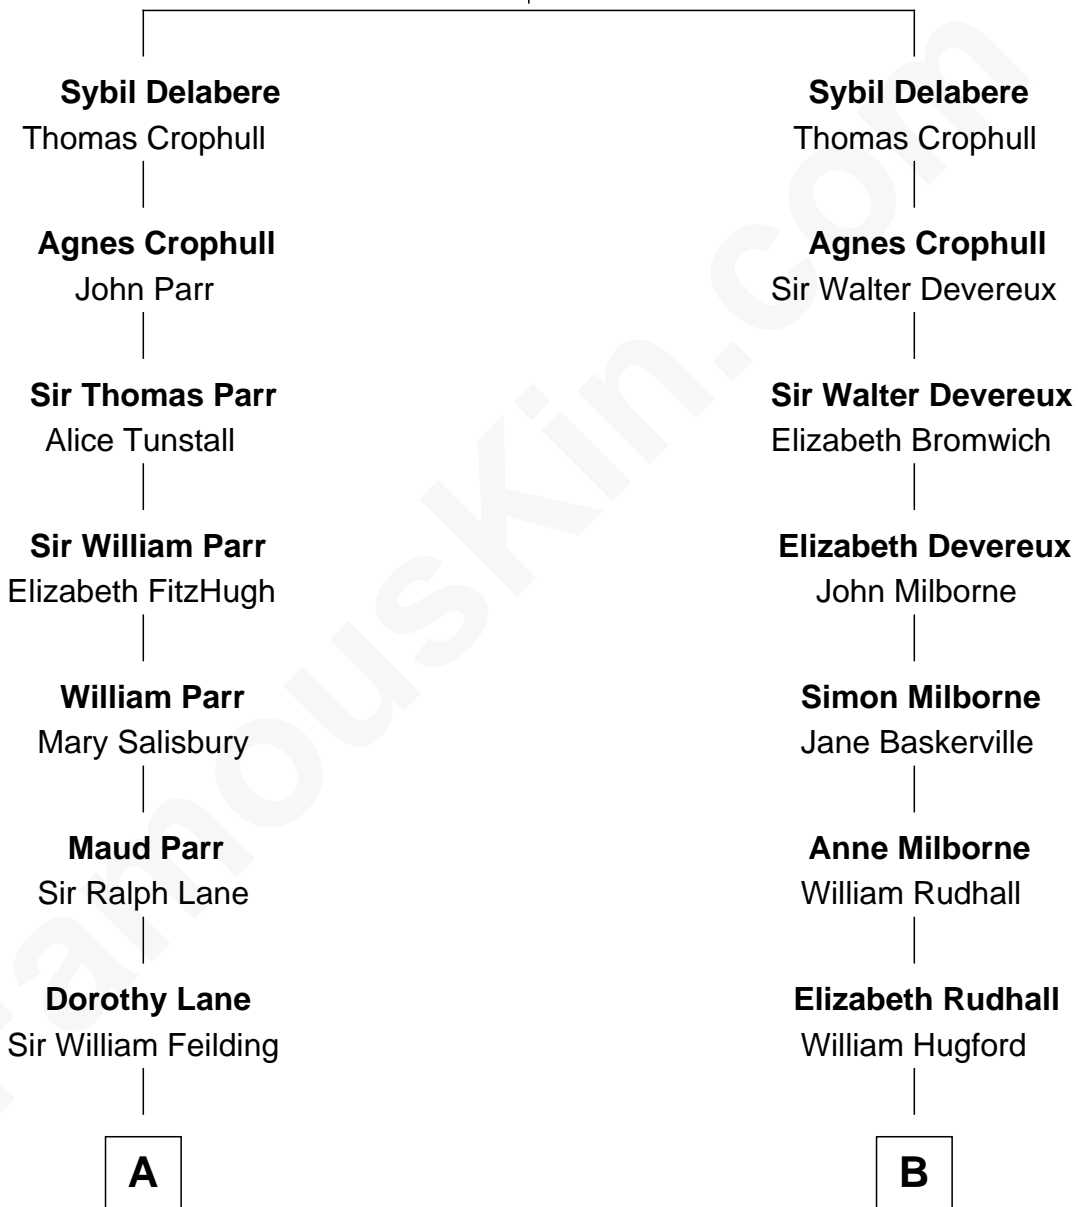 Sybil Delabere
Thomas Crophull
Agnes Crophull
John Parr
Sir Thomas Parr
Alice Tunstall
Sir William Parr
Elizabeth FitzHugh
William Parr
Mary Salisbury
Maud Parr
Sir Ralph Lane
Dorothy Lane
Sir William Feilding
A
Sybil Delabere
Thomas Crophull
Agnes Crophull
Sir Walter Devereux
Sir Walter Devereux
Elizabeth Bromwich
Elizabeth Devereux
John Milborne
Simon Milborne
Jane Baskerville
Anne Milborne
William Rudhall
Elizabeth Rudhall
William Hugford
B
FamousKin.com